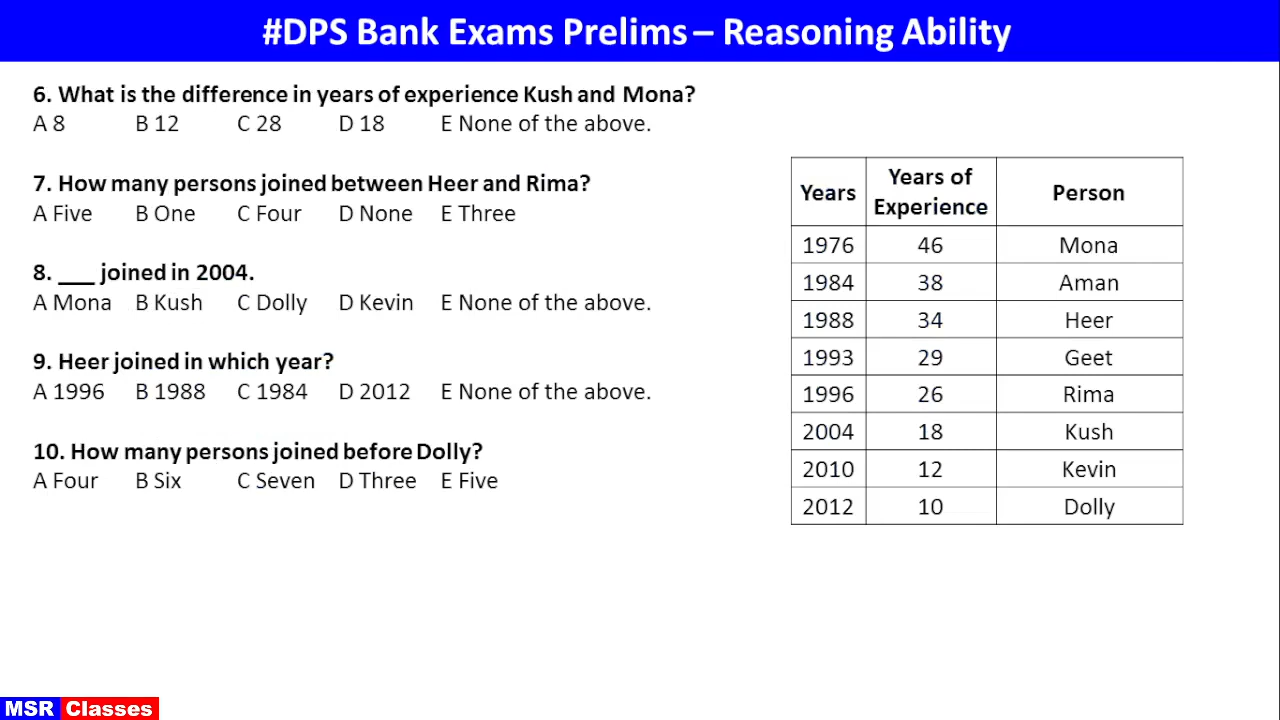 #DPS Bank Exams Prelims – Reasoning Ability
6. What is the difference in years of experience Kush and Mona?
A 8 B 12 C 28 D 18 E None of the above.
7. How many persons joined between Heer and Rima?
A Five B One C Four D None E Three
8. ___ joined in 2004.
A Mona B Kush C Dolly D Kevin E None of the above.
9. Heer joined in which year?
A 1996 B 1988 C 1984 D 2012 E None of the above.
10. How many persons joined before Dolly?
A Four B Six C Seven D Three E Five
Years Years of Experience Person
1976 46 Mona
1984 38 Aman
1988 34 Heer
1993 29 Geet
1996 26 Rima
2004 18 Kush
2010 12 Kevin
2012 10 Dolly
MSR Classes